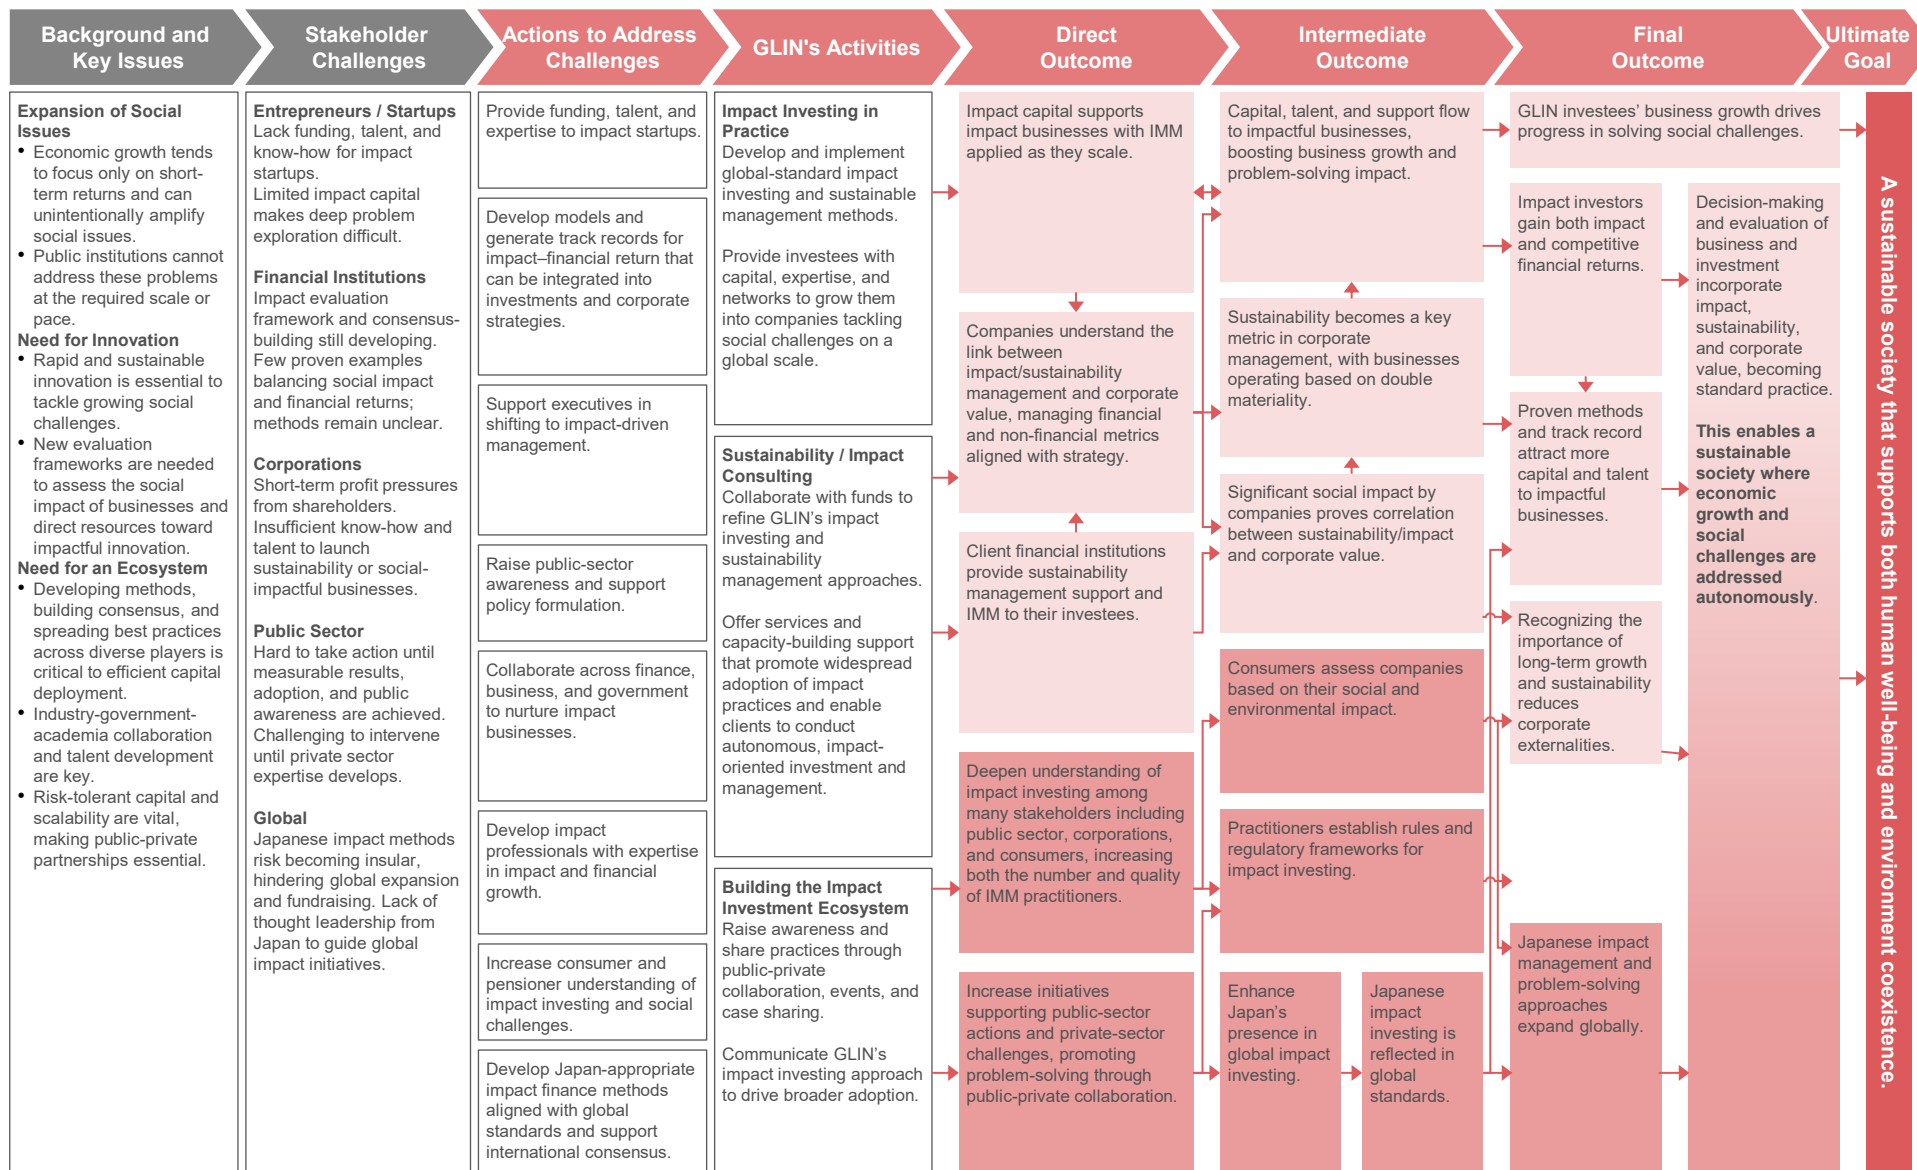 Background and
Key Issues
Stakeholder
Challenges
Actions to Address
Challenges
GLIN's Activities
Direct
Outcome
Intermediate
Outcome
Final
Outcome
Ultimate
Goal
Expansion of Social
Issues
• Economic growth tends
to focus only on short-
term returns and can
unintentionally amplify
social issues.
• Public institutions cannot
address these problems
at the required scale or
pace.
Need for Innovation
• Rapid and sustainable
innovation is essential to
tackle growing social
challenges.
• New evaluation
frameworks are needed
to assess the social
impact of businesses and
direct resources toward
impactful innovation.
Need for an Ecosystem
• Developing methods,
building consensus, and
spreading best practices
across diverse players is
critical to efficient capital
deployment.
• Industry-government-
academia collaboration
and talent development
are key.
• Risk-tolerant capital and
scalability are vital,
making public-private
partnerships essential.
Entrepreneurs / Startups
Lack funding, talent, and
know-how for impact
startups.
Limited impact capital
makes deep problem
exploration difficult.
Financial Institutions
Impact evaluation
framework and consensus-
building still developing.
Few proven examples
balancing social impact
and financial returns;
methods remain unclear.
Corporations
Short-term profit pressures
from shareholders.
Insufficient know-how and
talent to launch
sustainability or social-
impactful businesses.
Public Sector
Hard to take action until
measurable results,
adoption, and public
awareness are achieved.
Challenging to intervene
until private sector
expertise develops.
Global
Japanese impact methods
risk becoming insular,
hindering global expansion
and fundraising. Lack of
thought leadership from
Japan to guide global
impact initiatives.
Provide funding, talent, and
expertise to impact startups.
Develop models and
generate track records for
impact–financial return that
can be integrated into
investments and corporate
strategies.
Support executives in
shifting to impact-driven
management.
Raise public-sector
awareness and support
policy formulation.
Collaborate across finance,
business, and government
to nurture impact
businesses.
Develop impact
professionals with expertise
in impact and financial
growth.
Increase consumer and
pensioner understanding of
impact investing and social
challenges.
Develop Japan-appropriate
impact finance methods
aligned with global
standards and support
international consensus.
Impact Investing in
Practice
Develop and implement
global-standard impact
investing and sustainable
management methods.
Provide investees with
capital, expertise, and
networks to grow them
into companies tackling
social challenges on a
global scale.
Sustainability / Impact
Consulting
Collaborate with funds to
refine GLIN’s impact
investing and
sustainability
management approaches.
Offer services and
capacity-building support
that promote widespread
adoption of impact
practices and enable
clients to conduct
autonomous, impact-
oriented investment and
management.
Building the Impact
Investment Ecosystem
Raise awareness and
share practices through
public-private
collaboration, events, and
case sharing.
Communicate GLIN’s
impact investing approach
to drive broader adoption.
Impact capital supports
impact businesses with IMM
applied as they scale.
Companies understand the
link between
impact/sustainability
management and corporate
value, managing financial
and non-financial metrics
aligned with strategy.
Client financial institutions
provide sustainability
management support and
IMM to their investees.
Deepen understanding of
impact investing among
many stakeholders including
public sector, corporations,
and consumers, increasing
both the number and quality
of IMM practitioners.
Increase initiatives
supporting public-sector
actions and private-sector
challenges, promoting
problem-solving through
public-private collaboration.
Capital, talent, and support flow
to impactful businesses,
boosting business growth and
problem-solving impact.
Sustainability becomes a key
metric in corporate
management, with businesses
operating based on double
materiality.
Significant social impact by
companies proves correlation
between sustainability/impact
and corporate value.
Consumers assess companies
based on their social and
environmental impact.
Practitioners establish rules and
regulatory frameworks for
impact investing.
Enhance
Japan’s
presence in
global impact
investing.
Japanese
impact
investing is
reflected in
global
standards.
GLIN investees’ business growth drives
progress in solving social challenges.
Impact investors
gain both impact
and competitive
financial returns.
Proven methods
and track record
attract more
capital and talent
to impactful
businesses.
Recognizing the
importance of
long-term growth
and sustainability
reduces
corporate
externalities.
Japanese impact
management and
problem-solving
approaches
expand globally.
Decision-making
and evaluation of
business and
investment
incorporate
impact,
sustainability,
and corporate
value, becoming
standard practice.
This enables a
sustainable
society where
economic
growth and
social
challenges are
addressed
autonomously.
A sustainable society that supports both human well-being and environment coexistence.